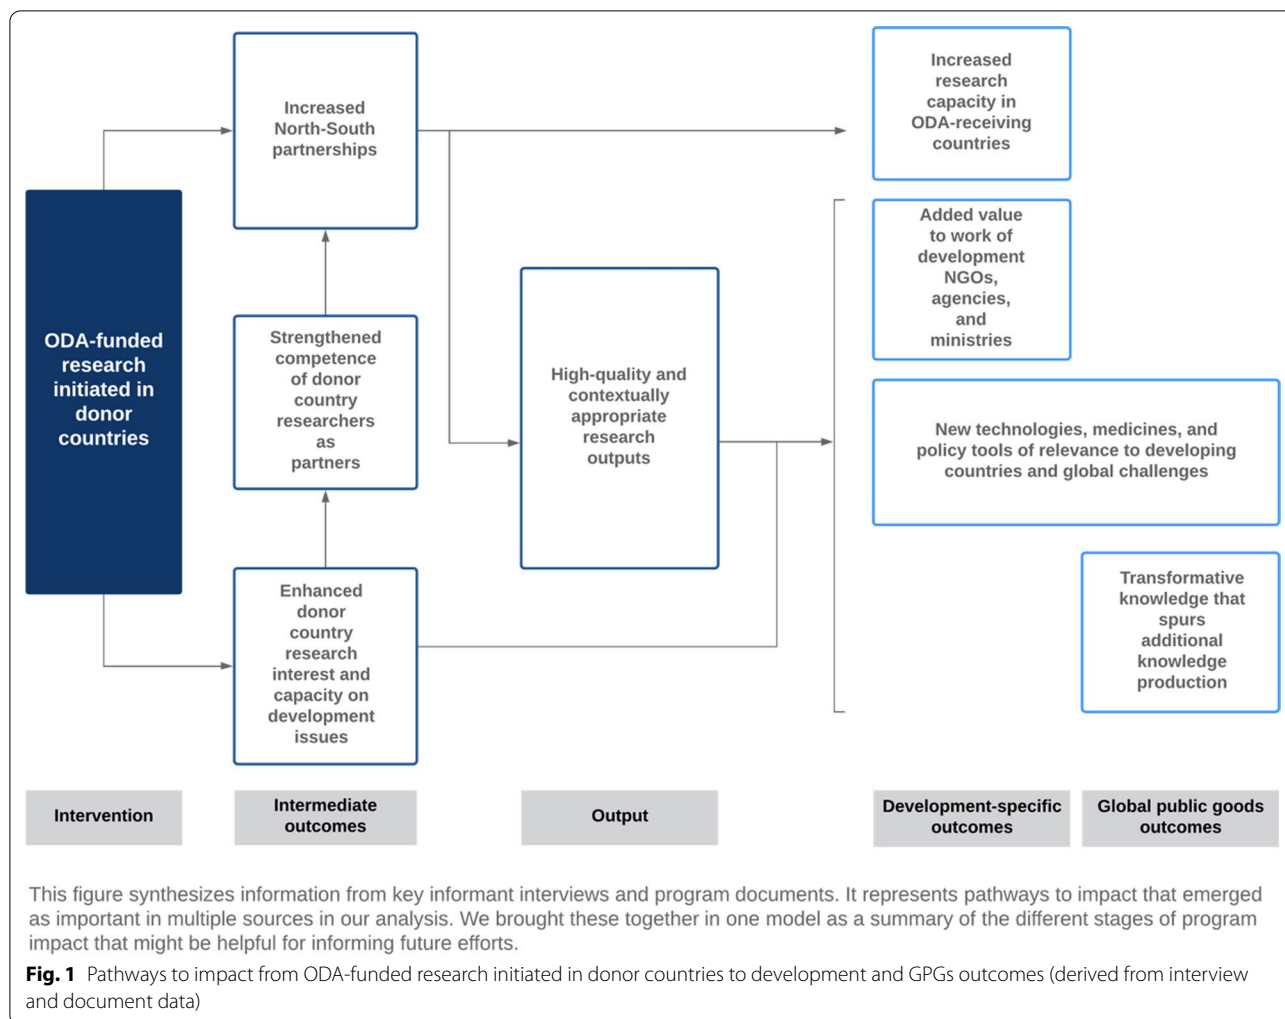 ODA-funded
research
initiated in
donor
countries
Increased
North-South
partnerships
Strengthened
competence
of donor
country
researchers
as
partners
Enhanced
donor
country
research
interest and
capacity on
development
issues
High-quality and
contextually
appropriate
research
outputs
Increased
research
capacity in
ODA-receiving
countries
Added value
to work of
development
NGOs,
agencies,
and
ministries
New technologies, medicines, and
policy tools of relevance to developing
countries and global challenges
Transformative
knowledge that
spurs
additional
knowledge
production
Intervention
Intermediate
outcomes
Output
Development-specific
outcomes
Global public goods
outcomes
This figure synthesizes information from key informant interviews and program documents. It represents pathways to impact that emerged
as important in multiple sources in our analysis. We brought these together in one model as a summary of the different stages of program
impact that might be helpful for informing future efforts.
Fig. 1 Pathways to impact from ODA-funded research initiated in donor countries to development and GPGs outcomes (derived from interview
and document data)